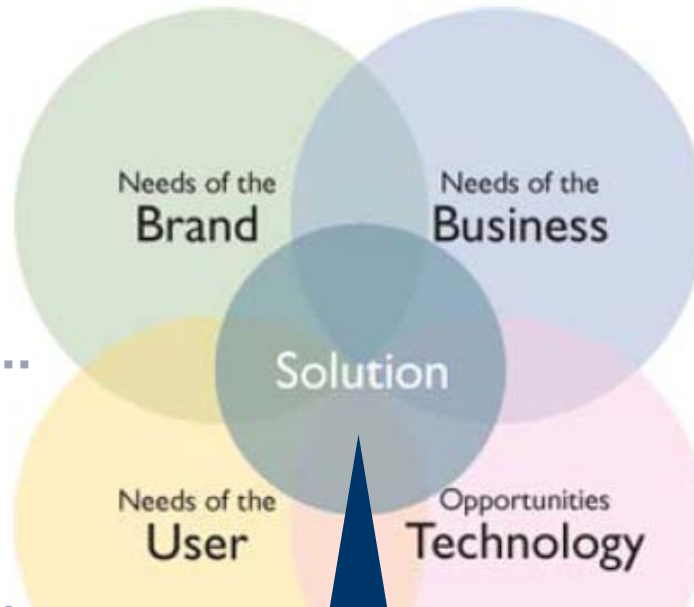 Needs of the
Brand
Needs of the
Business
Solution
Needs of the
User
Opportunities
Technology